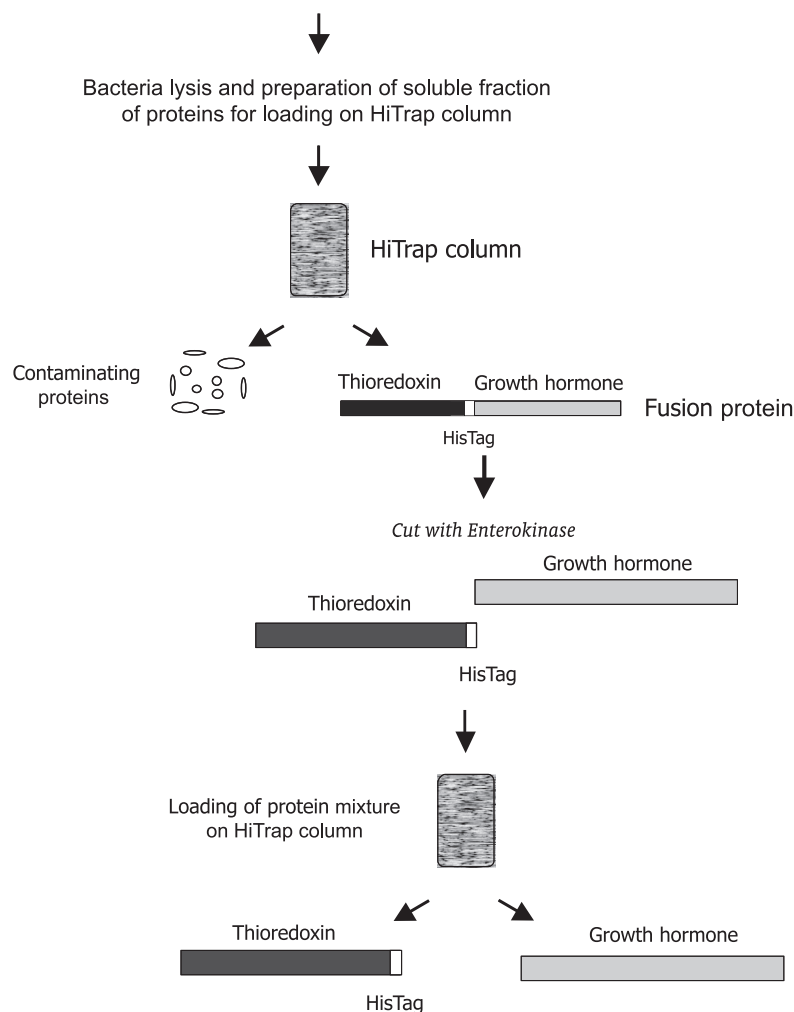 Bacteria lysis and preparation of soluble fraction
of proteins for loading on HiTrap column
HiTrap column
Contaminating
proteins
Thioredoxin
Growth hormone
Fusion protein
HisTag
Cut with Enterokinase
Growth hormone
Thioredoxin
HisTag
Loading of protein mixture
on HiTrap column
Thioredoxin
Growth hormone
HisTag